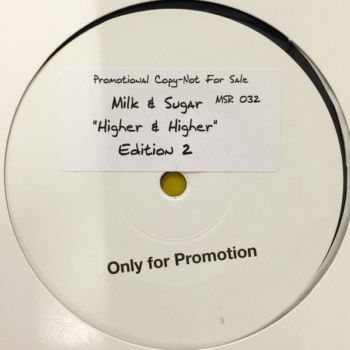 Promotional Copy-Not For Sale
Milk & Sugar MSR 032
"Higher & Higher"
Edition 2
Only for Promotion